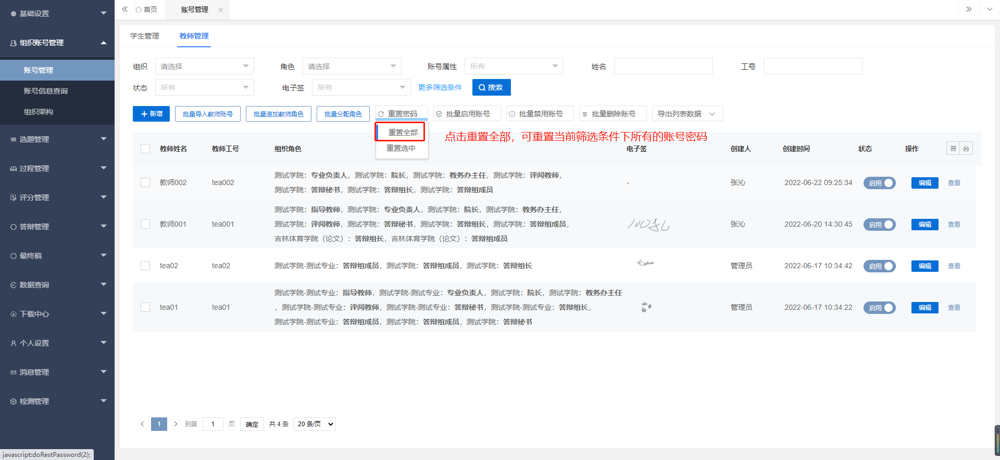 基础设置
组织账号管理
账号管理
账号信息查询
组织架构
选题管理
过程管理
评分管理
答辩管理
最终稿
数据查询
下载中心
个人设置
消息管理
检测管理
javascript:doRestPassword(2);
首页
账号管理
学生管理 教师管理
组织 请选择 角色 请选择 账号属性 所有 姓名 工号
状态 所有 电子签 所有 更多筛选条件 搜索
新增 批量导入教师账号 批量追加教师角色 批量分配角色 重置密码 批量启用账号 批量禁用账号 批量删除账号 导出列表数据
重置全部
重置选中
点击重置全部，可重置当前筛选条件下所有的账号密码
教师姓名 教师工号 组织角色 电子签 创建人 创建时间 状态 操作
教师002 tea002
测试学院：专业负责人，测试学院：院长，测试学院：教务办主任，测试学院：评阅教师，
测试学院：答辩秘书，测试学院：答辩组长，测试学院：答辩组成员
- 张沁 2022-06-22 09:25:34 启用 编辑 查看
教师001 tea001
测试学院：指导教师，测试学院：专业负责人，测试学院：院长，测试学院：教务办主任，
测试学院：评阅教师，测试学院：答辩秘书，测试学院：答辩组长，测试学院：答辩组成员，
吉林体育学院（论文）：答辩组长，吉林体育学院（论文）：答辩组成员
张沁 2022-06-20 14:30:45 启用 编辑 查看
tea02 tea02
测试学院-测试专业：答辩组成员，测试学院：答辩组成员，测试学院：答辩组长
管理员 2022-06-17 10:34:42 启用 编辑 查看
tea01 tea01
测试学院-测试专业：指导教师，测试学院-测试专业：专业负责人，测试学院：院长，测试学院：教务办主任
，测试学院-测试专业：评阅教师，测试学院-测试专业：答辩秘书，测试学院-测试专业：答辩组长，
测试学院-测试专业：答辩组成员，测试学院：答辩组成员，测试学院：答辩秘书
管理员 2022-06-17 10:34:22 启用 编辑 查看
1 到第 1 页 确定 共 4 条 20 条/页